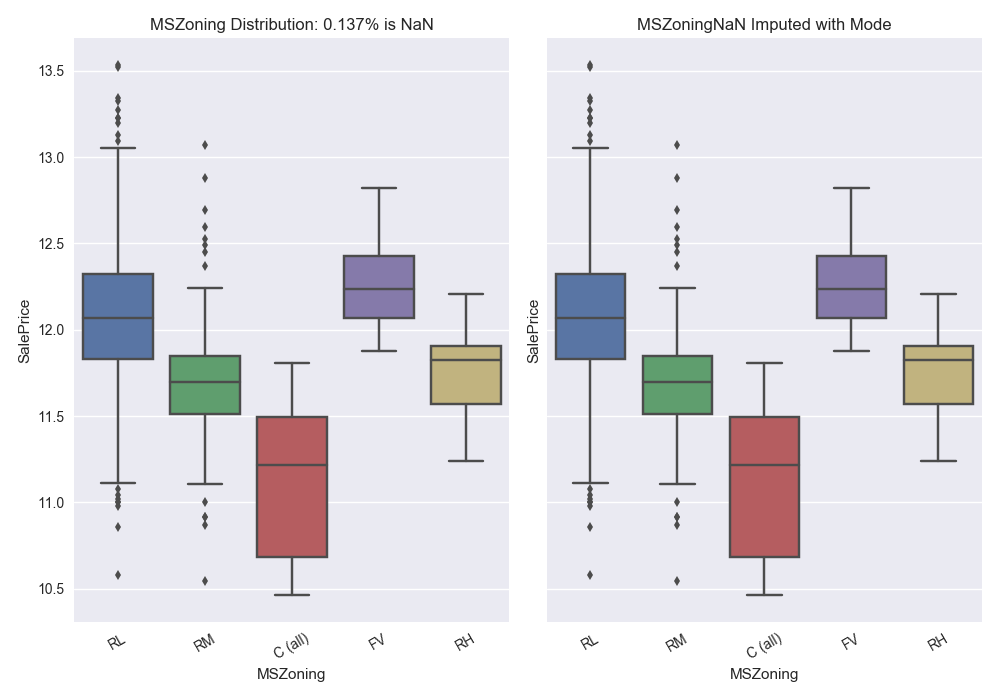 MSZoning Distribution: 0.137% is NaN
MSZoningNaN Imputed with Mode
13.5
13.0
12.5
12.0
11.5
11.0
10.5
SalePrice
SalePrice
RL
RM
C (all)
FV
RH
RL
RM
C (all)
FV
RH
MSZoning
MSZoning